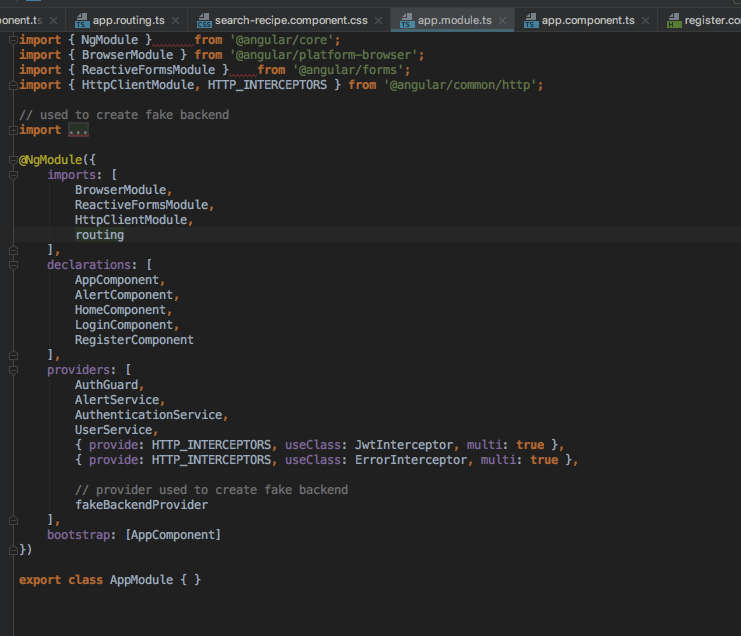 onent.ts × app.routing.ts × search-recipe.component.css × app.module.ts × app.component.ts × register.co
import { NgModule }      from '@angular/core';
import { BrowserModule } from '@angular/platform-browser';
import { ReactiveFormsModule }    from '@angular/forms';
import { HttpClientModule, HTTP_INTERCEPTORS } from '@angular/common/http';

// used to create fake backend
import ...

@NgModule({
    imports: [
        BrowserModule,
        ReactiveFormsModule,
        HttpClientModule,
        routing
    ],
    declarations: [
        AppComponent,
        AlertComponent,
        HomeComponent,
        LoginComponent,
        RegisterComponent
    ],
    providers: [
        AuthGuard,
        AlertService,
        AuthenticationService,
        UserService,
        { provide: HTTP_INTERCEPTORS, useClass: JwtInterceptor, multi: true },
        { provide: HTTP_INTERCEPTORS, useClass: ErrorInterceptor, multi: true },

        // provider used to create fake backend
        fakeBackendProvider
    ],
    bootstrap: [AppComponent]
})

export class AppModule { }